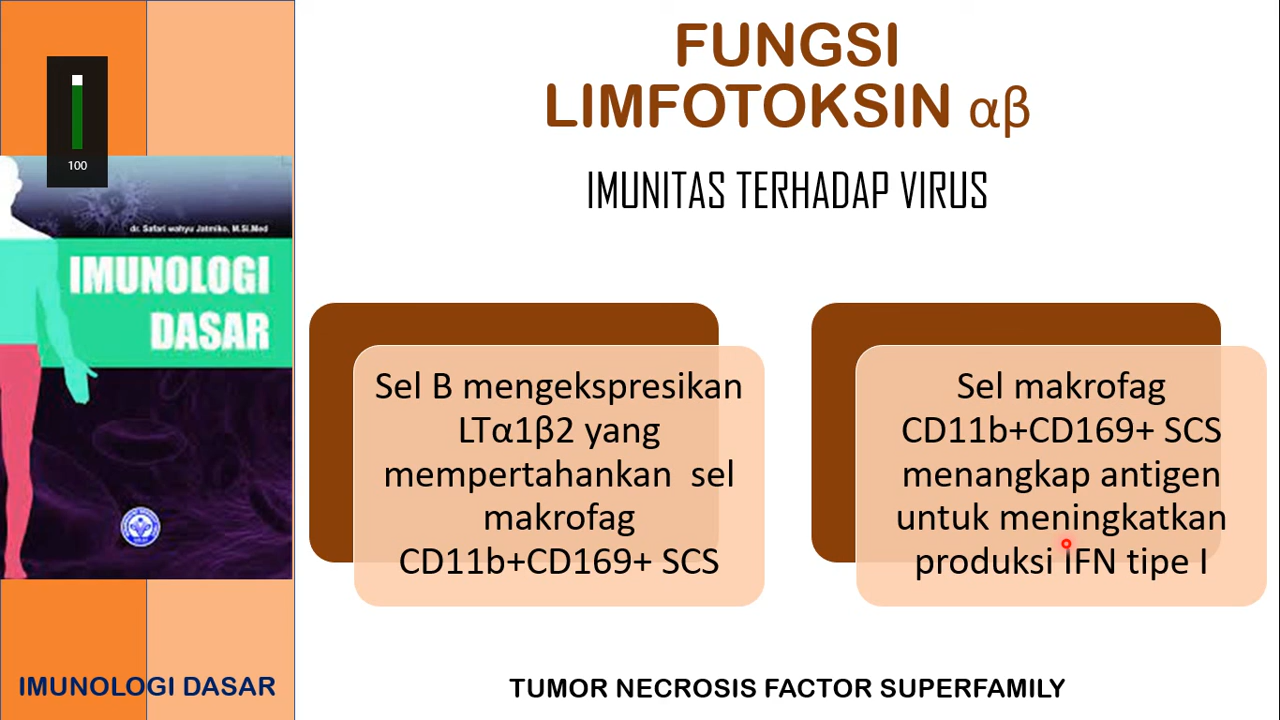 FUNGSI
LIMFOTOKSIN αβ
IMUNITAS TERHADAP VIRUS
100
dr. Safari wahyu Jatmiko, M.Si.Med
IMUNOLOGI
DASAR
Sel B mengekspresikan
LTα1β2 yang
mempertahankan sel
makrofag
CD11b+CD169+ SCS
Sel makrofag
CD11b+CD169+ SCS
menangkap antigen
untuk meningkatkan
produksi IFN tipe I
IMUNOLOGI DASAR
TUMOR NECROSIS FACTOR SUPERFAMILY